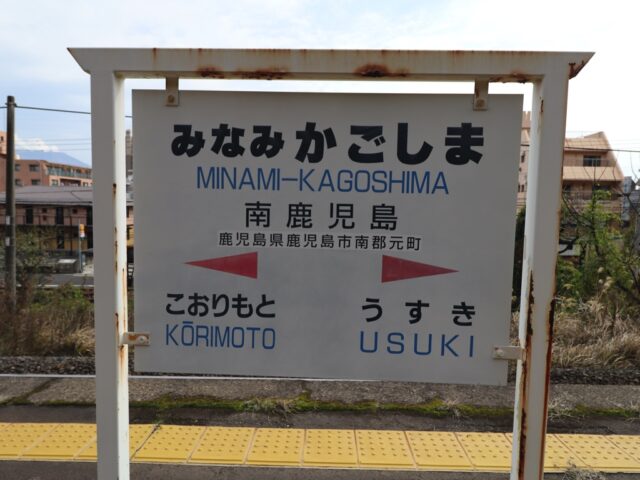 みなみかごしま
MINAMI-KAGOSHIMA
南鹿児島
鹿児島県鹿児島市南郡元町
こおりもと うすき
KŌRIMOTO USUKI